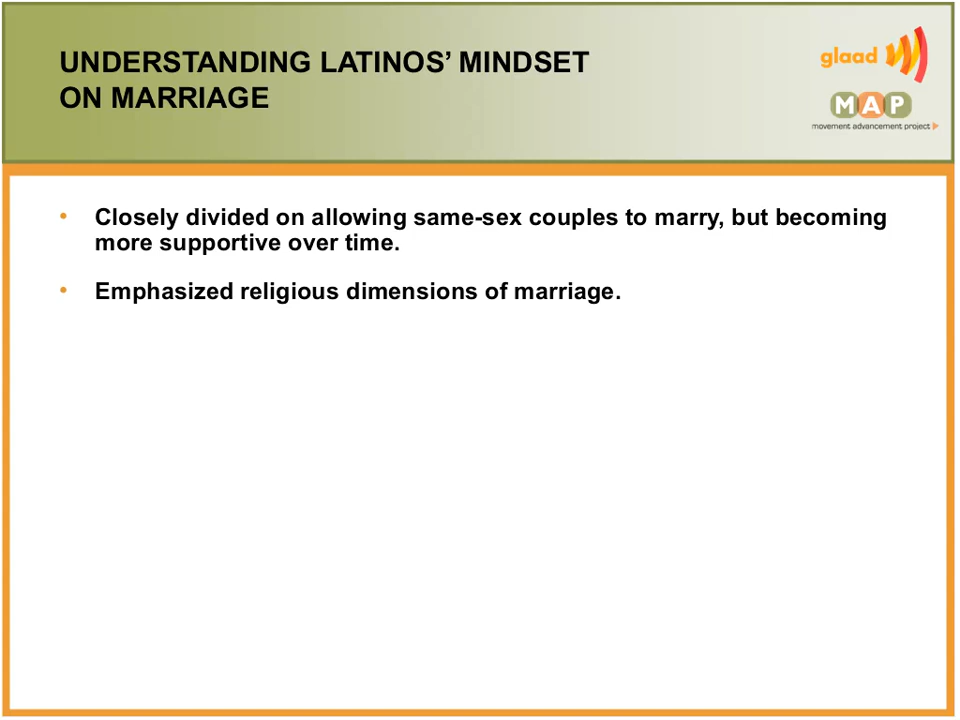 UNDERSTANDING LATINOS’ MINDSET
ON MARRIAGE
glaad
MAP
movement advancement project
• Closely divided on allowing same-sex couples to marry, but becoming
more supportive over time.
• Emphasized religious dimensions of marriage.